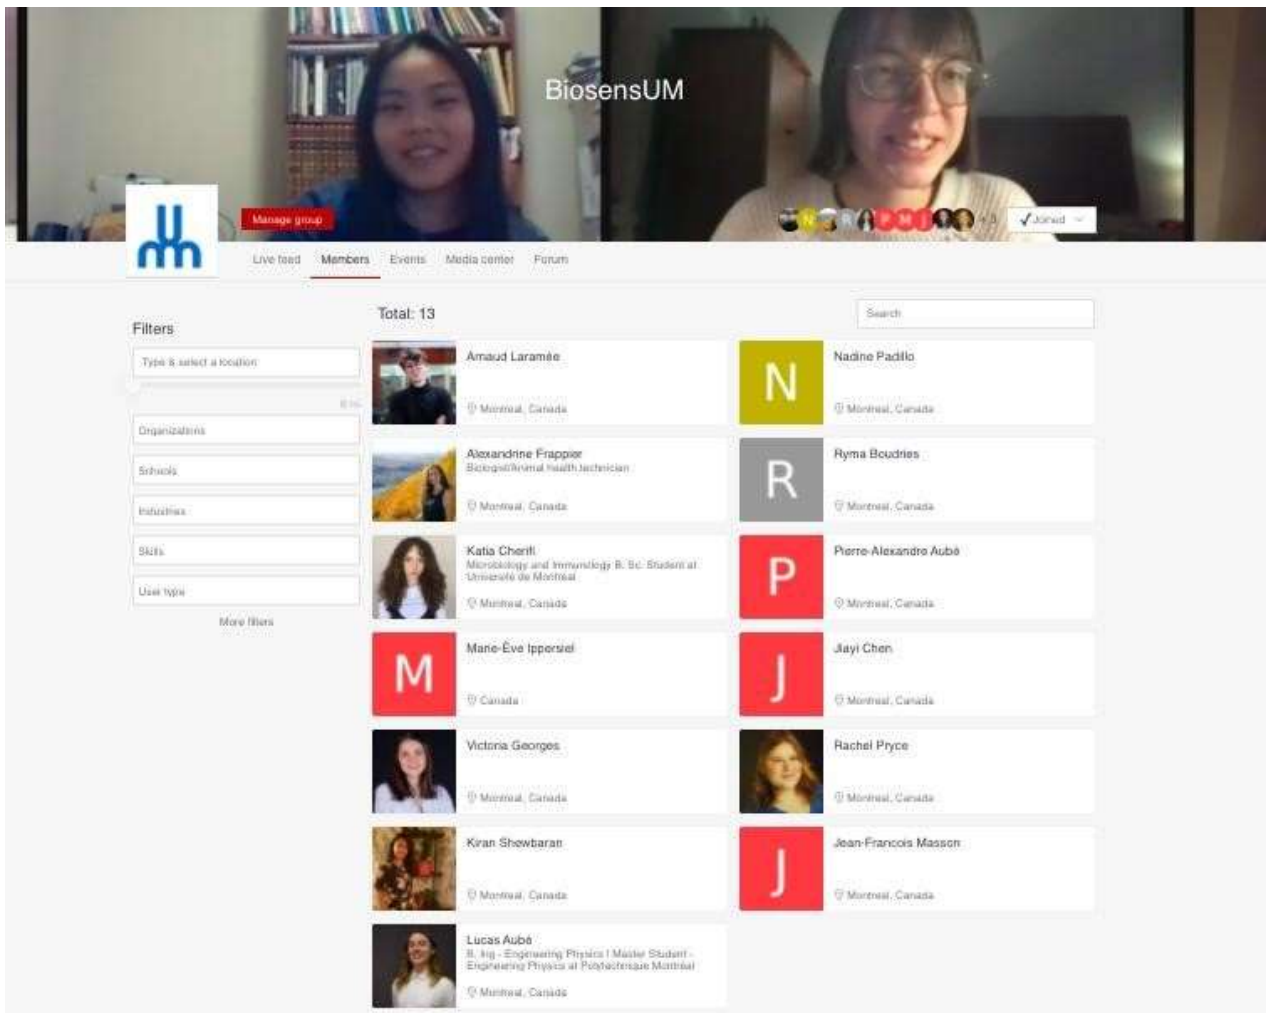 BiosensUM
Manage group
N
R
P
M
J
+ 3
Joined
Live feed
Members
Events
Media center
Forum
Filters
Type & select a location
Organizations
Schools
Industries
Skills
User type
More filters
Total: 13
Search
Arnaud Laramée
Montreal, Canada
N
Nadine Padillo
Montreal, Canada
Alexandrine Frappier
Biologist/Animal health technician
Montreal, Canada
R
Ryma Boudries
Montreal, Canada
Katia Cherifi
Microbiology and Immunology B. Sc. Student at
Université de Montréal
Montreal, Canada
P
Pierre-Alexandre Aubé
Montreal, Canada
M
Marie-Ève Ippersiel
Canada
J
Jiayi Chen
Montreal, Canada
Victoria Georges
Montreal, Canada
Rachel Pryce
Montreal, Canada
Kiran Shewbaran
Montreal, Canada
J
Jean-Francois Masson
Montreal, Canada
Lucas Aubé
B. Ing - Engineering Physics | Master Student -
Engineering Physics at Polytechnique Montréal
Montreal, Canada